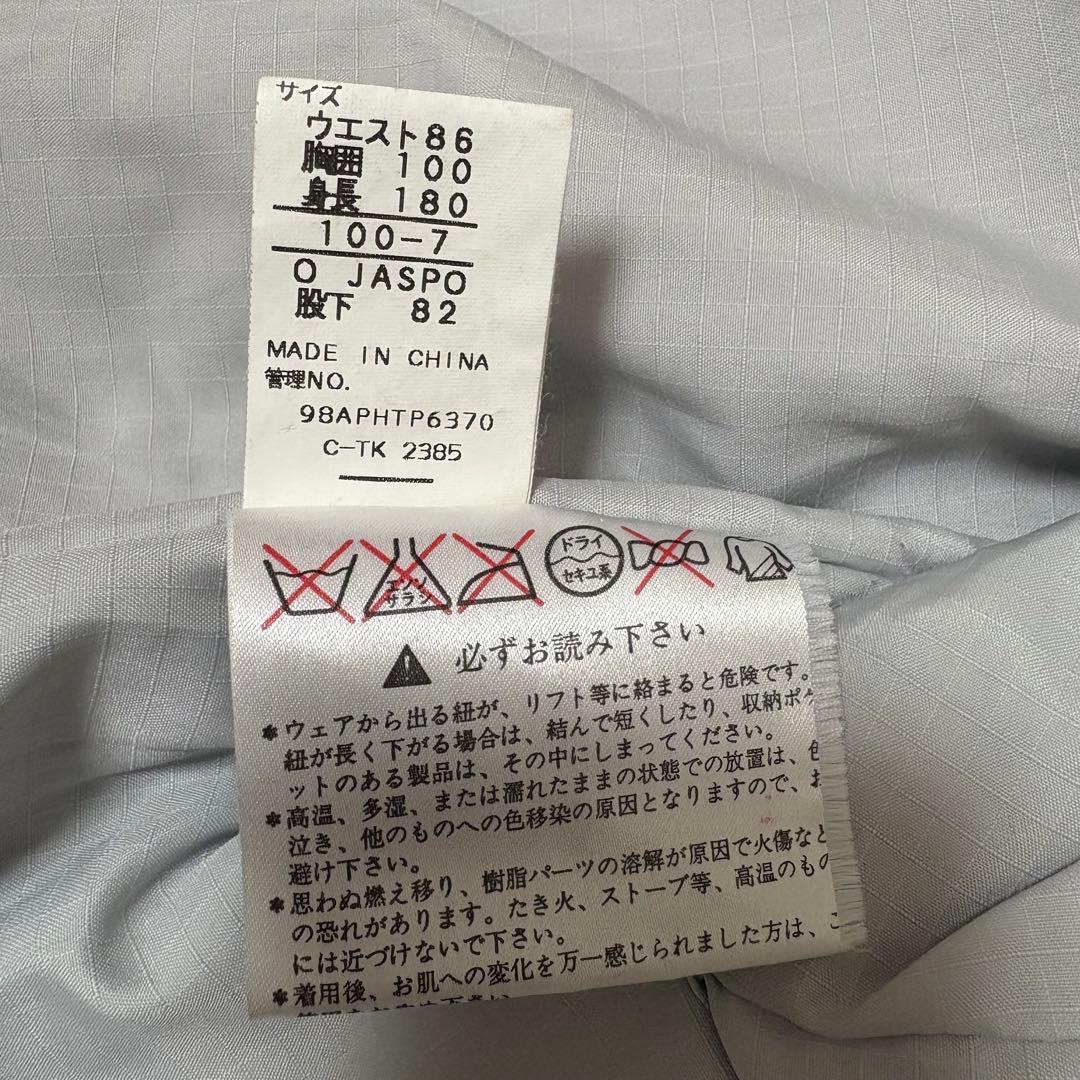 サイズ
ウエスト86
胸囲 100
身長 180
100-7
O JASPO
股下 82
MADE IN CHINA
管理NO.
98APHTP6370
C-TK 2385
エンソ
サラシ
ドライ
セキユ系
必ずお読み下さい
*ウェアから出る紐が、リフト等に絡まると危険です。
紐が長く下がる場合は、結んで短くしたり、収納ポケ
ットのある製品は、その中にしまってください。
*高温、多湿、または濡れたままの状態での放置は、色
泣き、他のものへの色移染の原因となりますので、お
避け下さい。
*思わぬ燃え移り、樹脂パーツの溶解が原因で火傷など
の恐れがあります。たき火、ストーブ等、高温のもの
には近づけないで下さい。
*着用後、お肌への変化を万一感じられました方は、こ